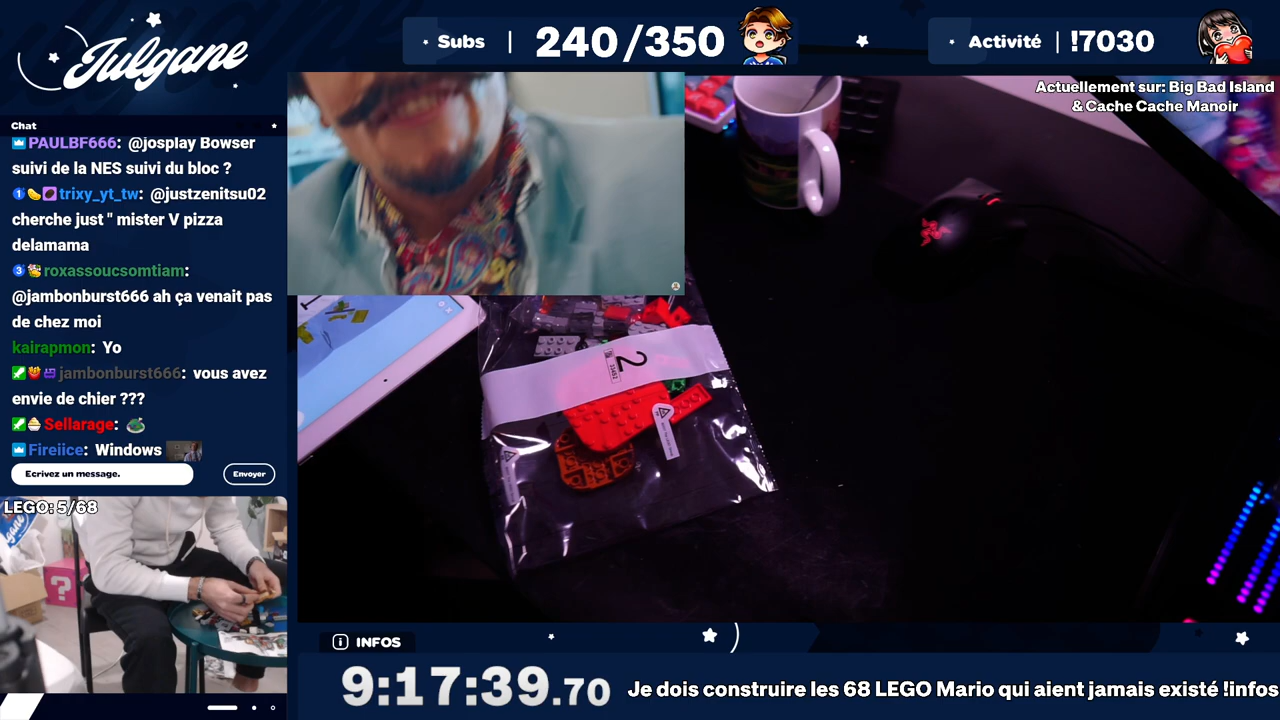 Julgane
Subs | 240/350
Activité | !7030
Actuellement sur: Big Bad Island
& Cache Cache Manoir
Chat
PAULBF666: @josplay Bowser
suivi de la NES suivi du bloc ?
trixy_yt_tw: @justzenitsu02
cherche just " mister V pizza
delamama
roxassoucsomtiam:
@jambonburst666 ah ça venait pas
de chez moi
kairapmon: Yo
jambonburst666: vous avez
envie de chier ???
Sellarage:
Fireiice: Windows
Ecrivez un message.
Envoyer
LEGO: 5/68
2
INFOS
9:17:39.70
Je dois construire les 68 LEGO Mario qui aient jamais existé !infos